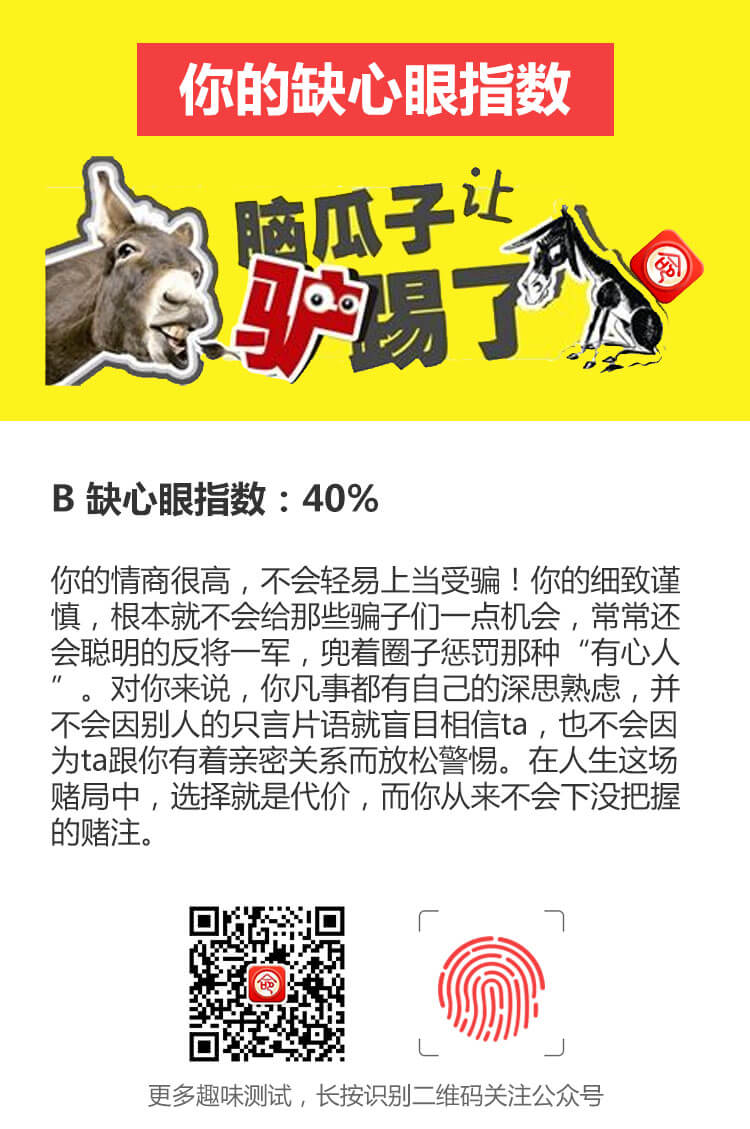 你的缺心眼指数
脑瓜子让
驴踢了
B 缺心眼指数：40%
你的情商很高，不会轻易上当受骗！你的细致谨
慎，根本就不会给那些骗子们一点机会，常常还
会聪明的反将一军，兜着圈子惩罚那种“有心人
”。对你来说，你凡事都有自己的深思熟虑，并
不会因别人的只言片语就盲目相信ta，也不会因
为ta跟你有着亲密关系而放松警惕。在人生这场
赌局中，选择就是代价，而你从来不会下没把握
的赌注。
更多趣味测试，长按识别二维码关注公众号